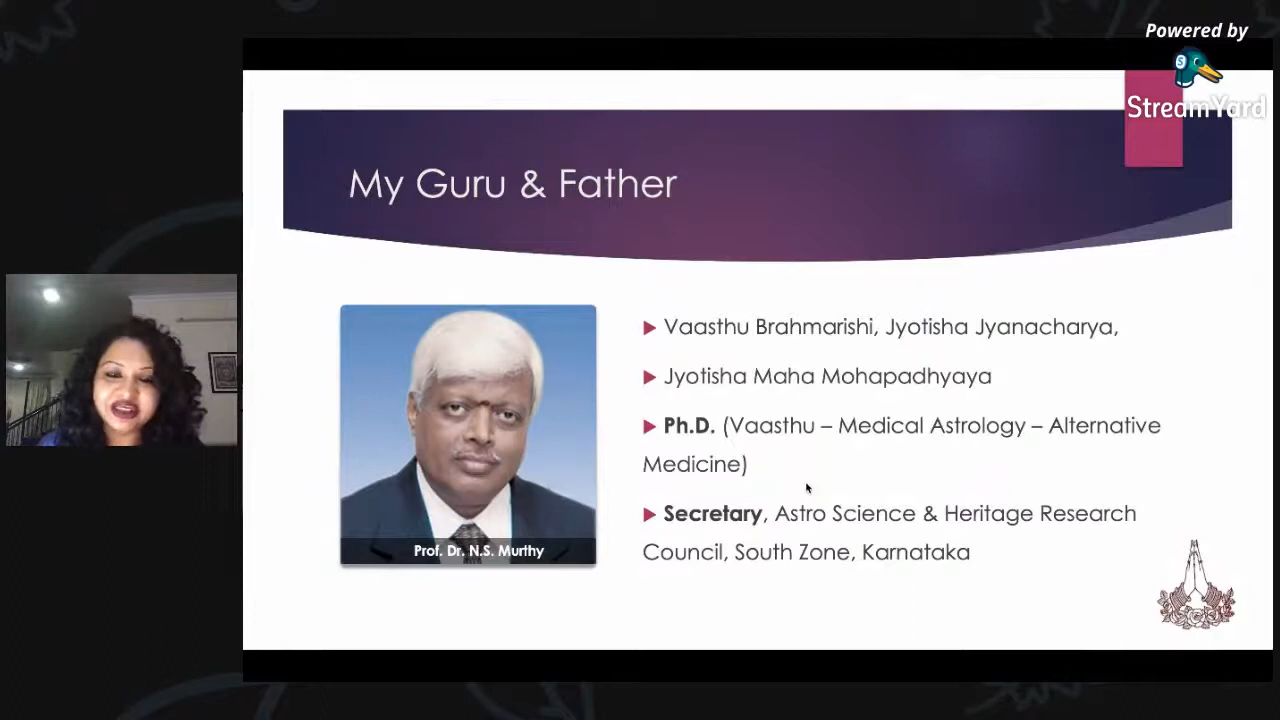 Powered by
StreamYard
My Guru & Father
Vaasthu Brahmarishi, Jyotisha Jyanacharya,
Jyotisha Maha Mohapadhyaya
Ph.D. (Vaasthu – Medical Astrology – Alternative
Medicine)
Secretary, Astro Science & Heritage Research
Council, South Zone, Karnataka
Prof. Dr. N.S. Murthy